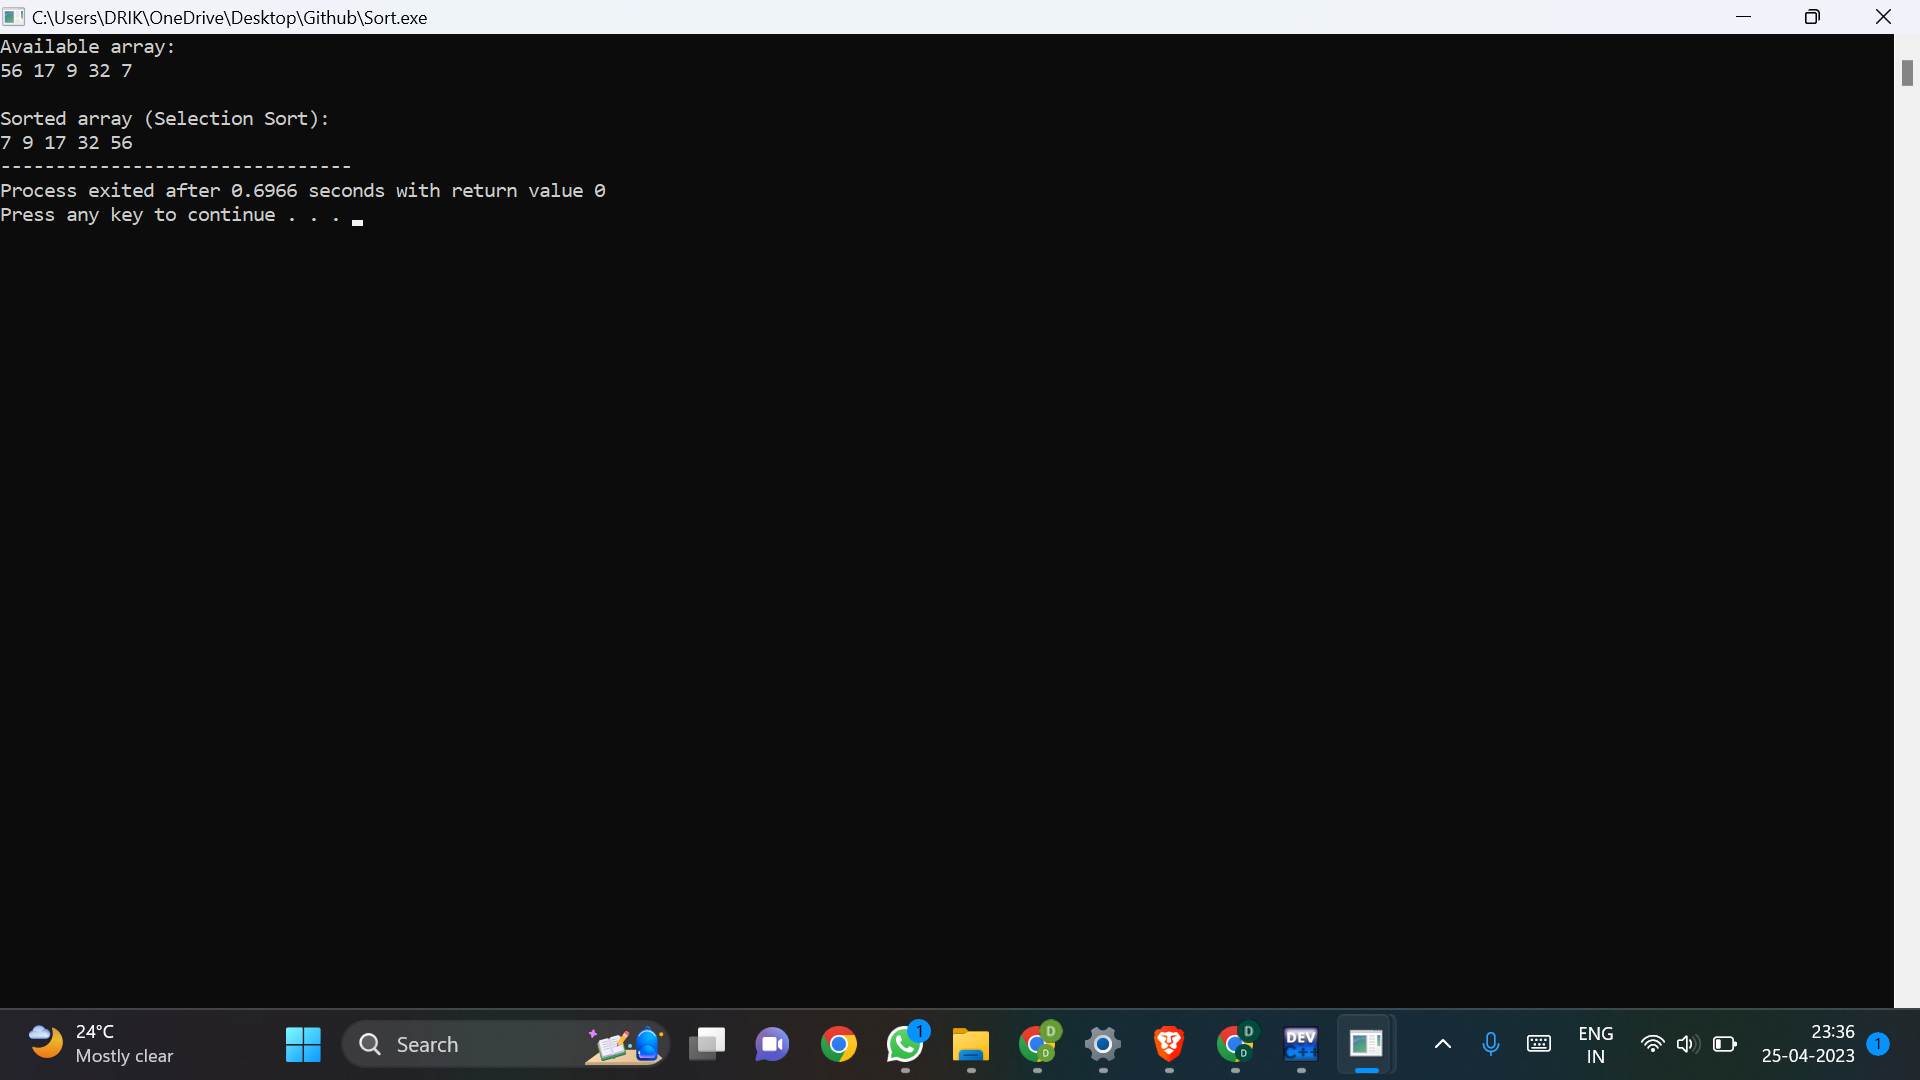 C:\Users\DRIK\OneDrive\Desktop\Github\Sort.exe
Available array:
56 17 9 32 7
Sorted array (Selection Sort):
7 9 17 32 56
--------------------------------
Process exited after 0.6966 seconds with return value 0
Press any key to continue . . .
24°C
Mostly clear
Search
1
D
D
D
D
DEV
C++
ENG
IN
23:36
25-04-2023
1